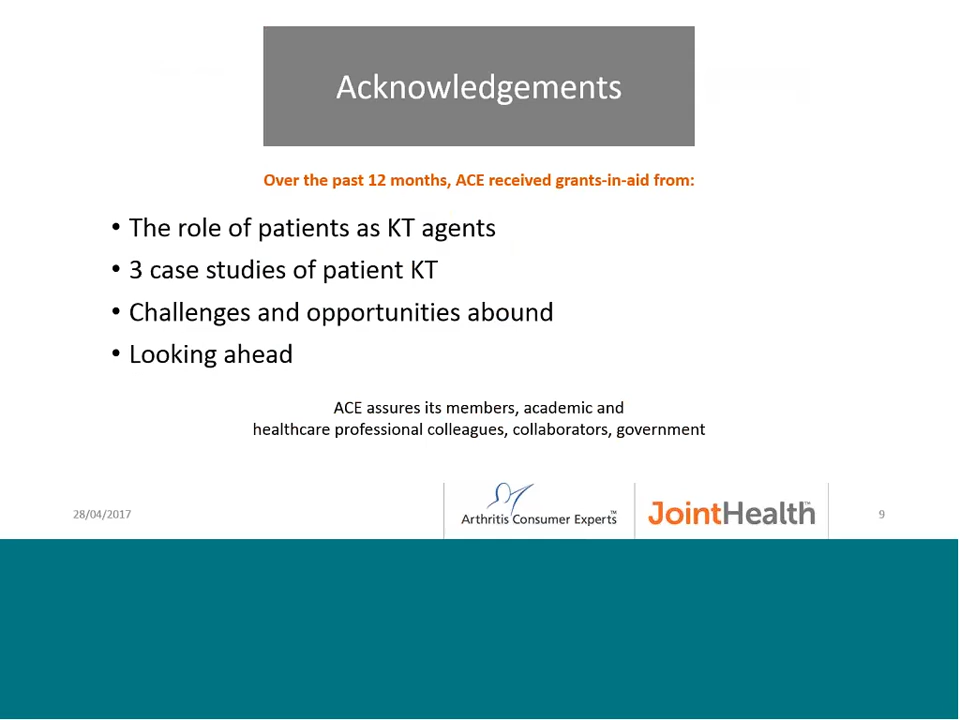 Acknowledgements
Over the past 12 months, ACE received grants-in-aid from:
• The role of patients as KT agents
• 3 case studies of patient KT
• Challenges and opportunities abound
• Looking ahead
ACE assures its members, academic and
healthcare professional colleagues, collaborators, government
28/04/2017
Arthritis Consumer Experts™
JointHealth™
9